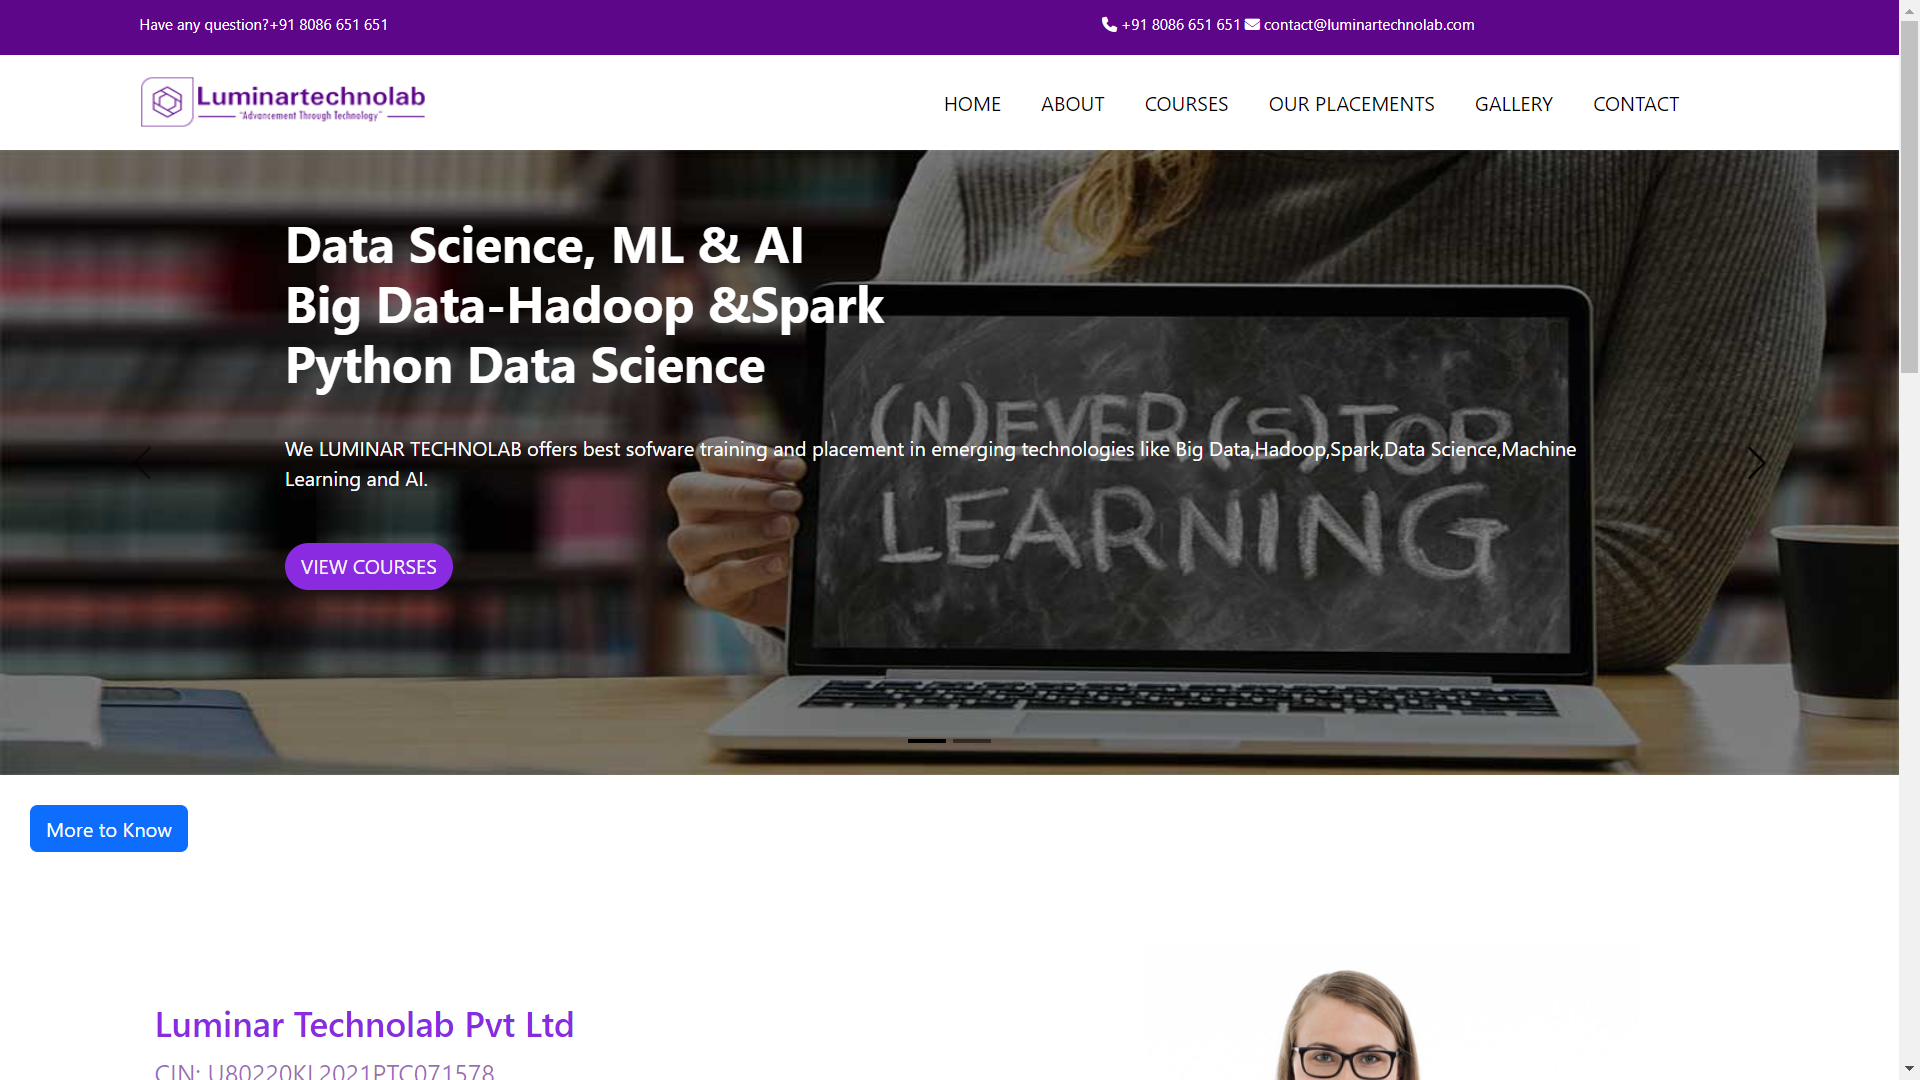 Have any question?+91 8086 651 651
+91 8086 651 651 contact@luminartechnolab.com
Luminartechnolab
"Advancement Through Technology"
HOME ABOUT COURSES OUR PLACEMENTS GALLERY CONTACT
Data Science, ML & AI
Big Data-Hadoop &Spark
Python Data Science
(N)EVER (S)TOP
LEARNING
We LUMINAR TECHNOLAB offers best sofware training and placement in emerging technologies like Big Data,Hadoop,Spark,Data Science,Machine
Learning and AI.
VIEW COURSES
More to Know
Luminar Technolab Pvt Ltd
CIN: U80220KL2021PTC071578